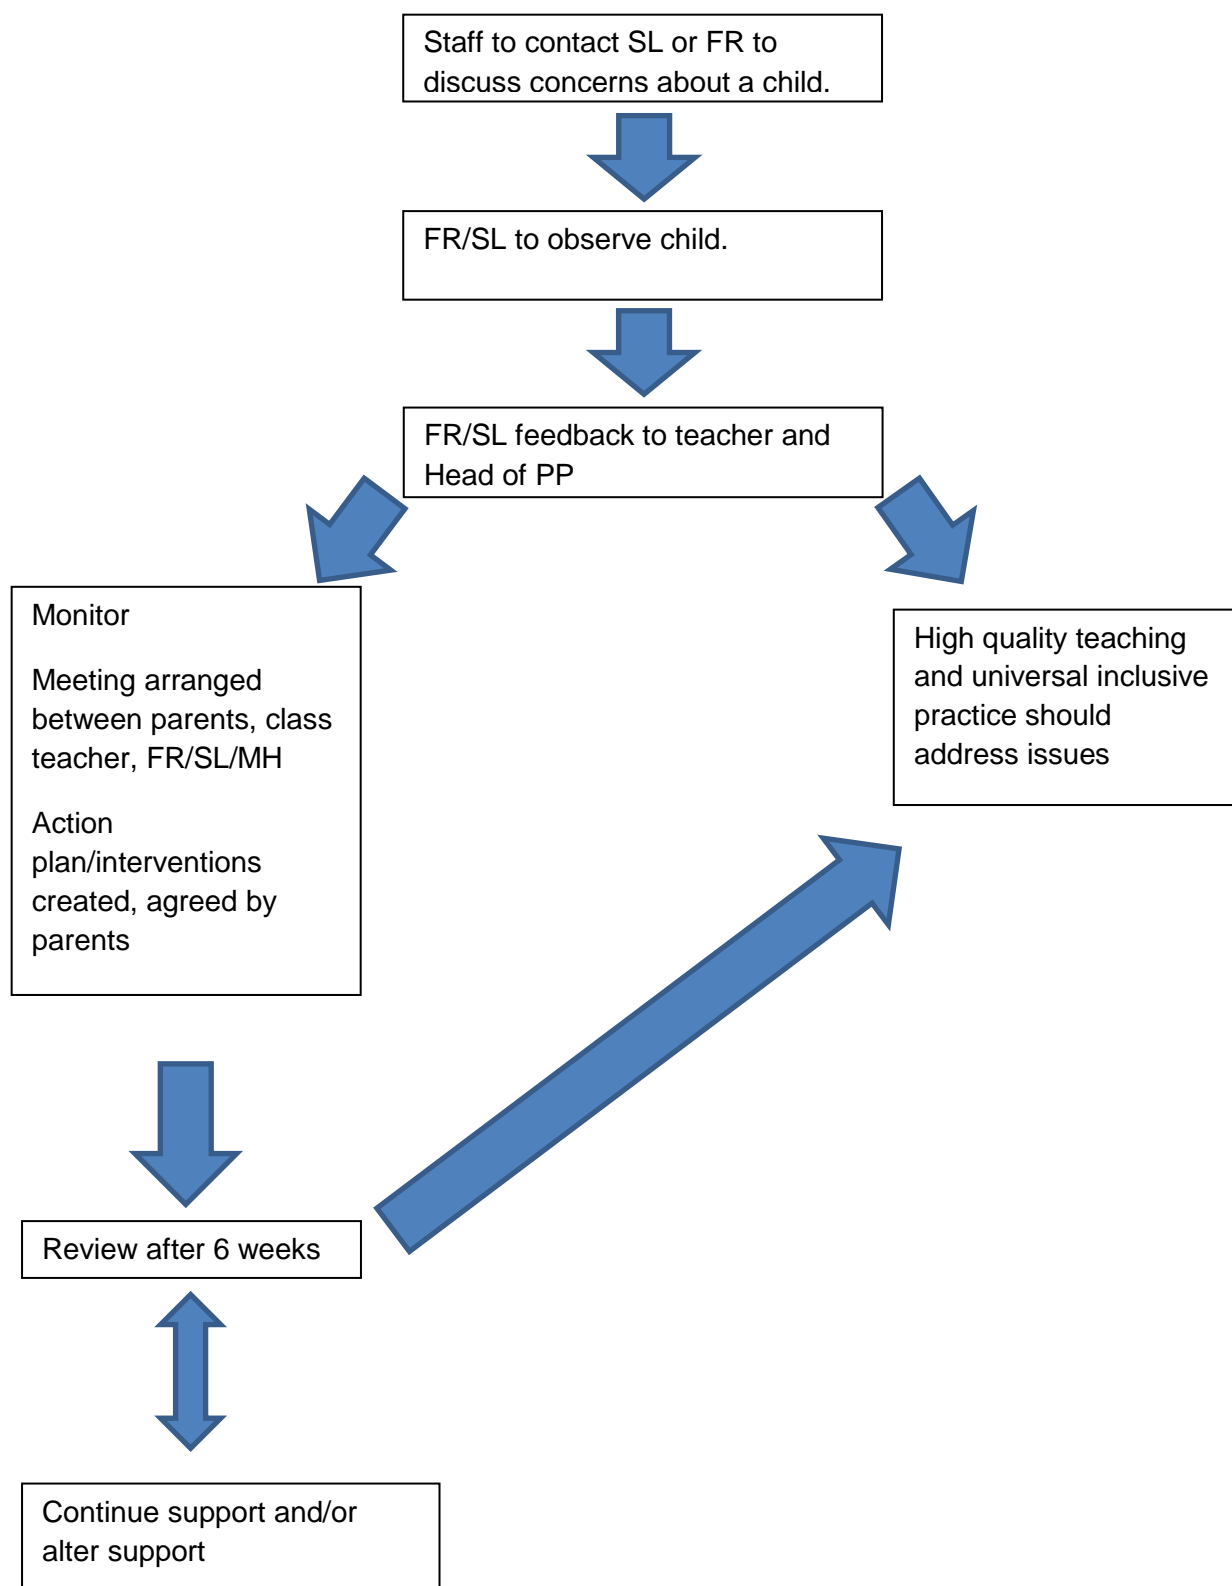 Staff to contact SL or FR to
discuss concerns about a child.
FR/SL to observe child.
FR/SL feedback to teacher and
Head of PP
Monitor
Meeting arranged
between parents, class
teacher, FR/SL/MH
Action
plan/interventions
created, agreed by
parents
High quality teaching
and universal inclusive
practice should
address issues
Review after 6 weeks
Continue support and/or
alter support